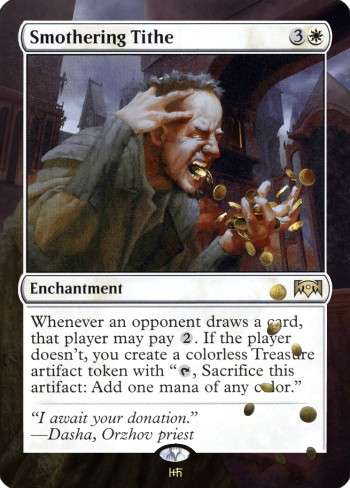 Smothering Tithe 3
Enchantment
Whenever an opponent draws a card,
that player may pay 2. If the player
doesn't, you create a colorless Treasure
artifact token with “, Sacrifice this
artifact: Add one mana of any color.”
“I await your donation.”
—Dasha, Orzhov priest